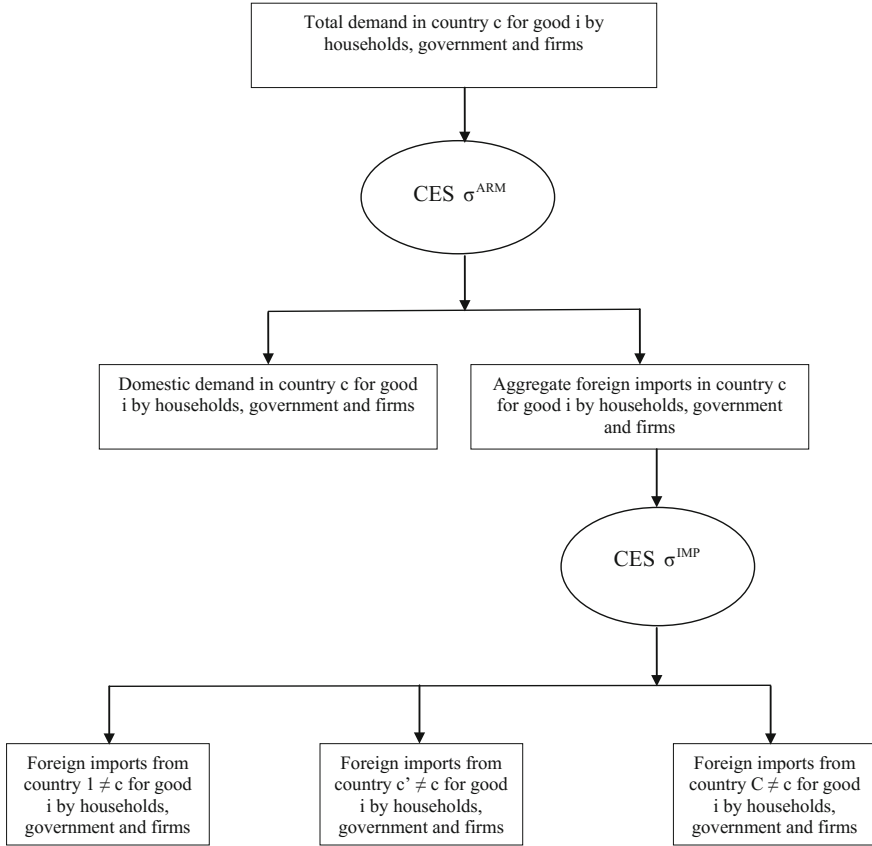 Total demand in country c for good i by
households, government and firms
CES σ^ARM
Domestic demand in country c for good
i by households, government and firms
Aggregate foreign imports in country c
for good i by households, government
and firms
CES σ^IMP
Foreign imports from
country 1 ≠ c for good
i by households,
government and firms
Foreign imports from
country c’ ≠ c for good
i by households,
government and firms
Foreign imports from
country C ≠ c for good
i by households,
government and firms